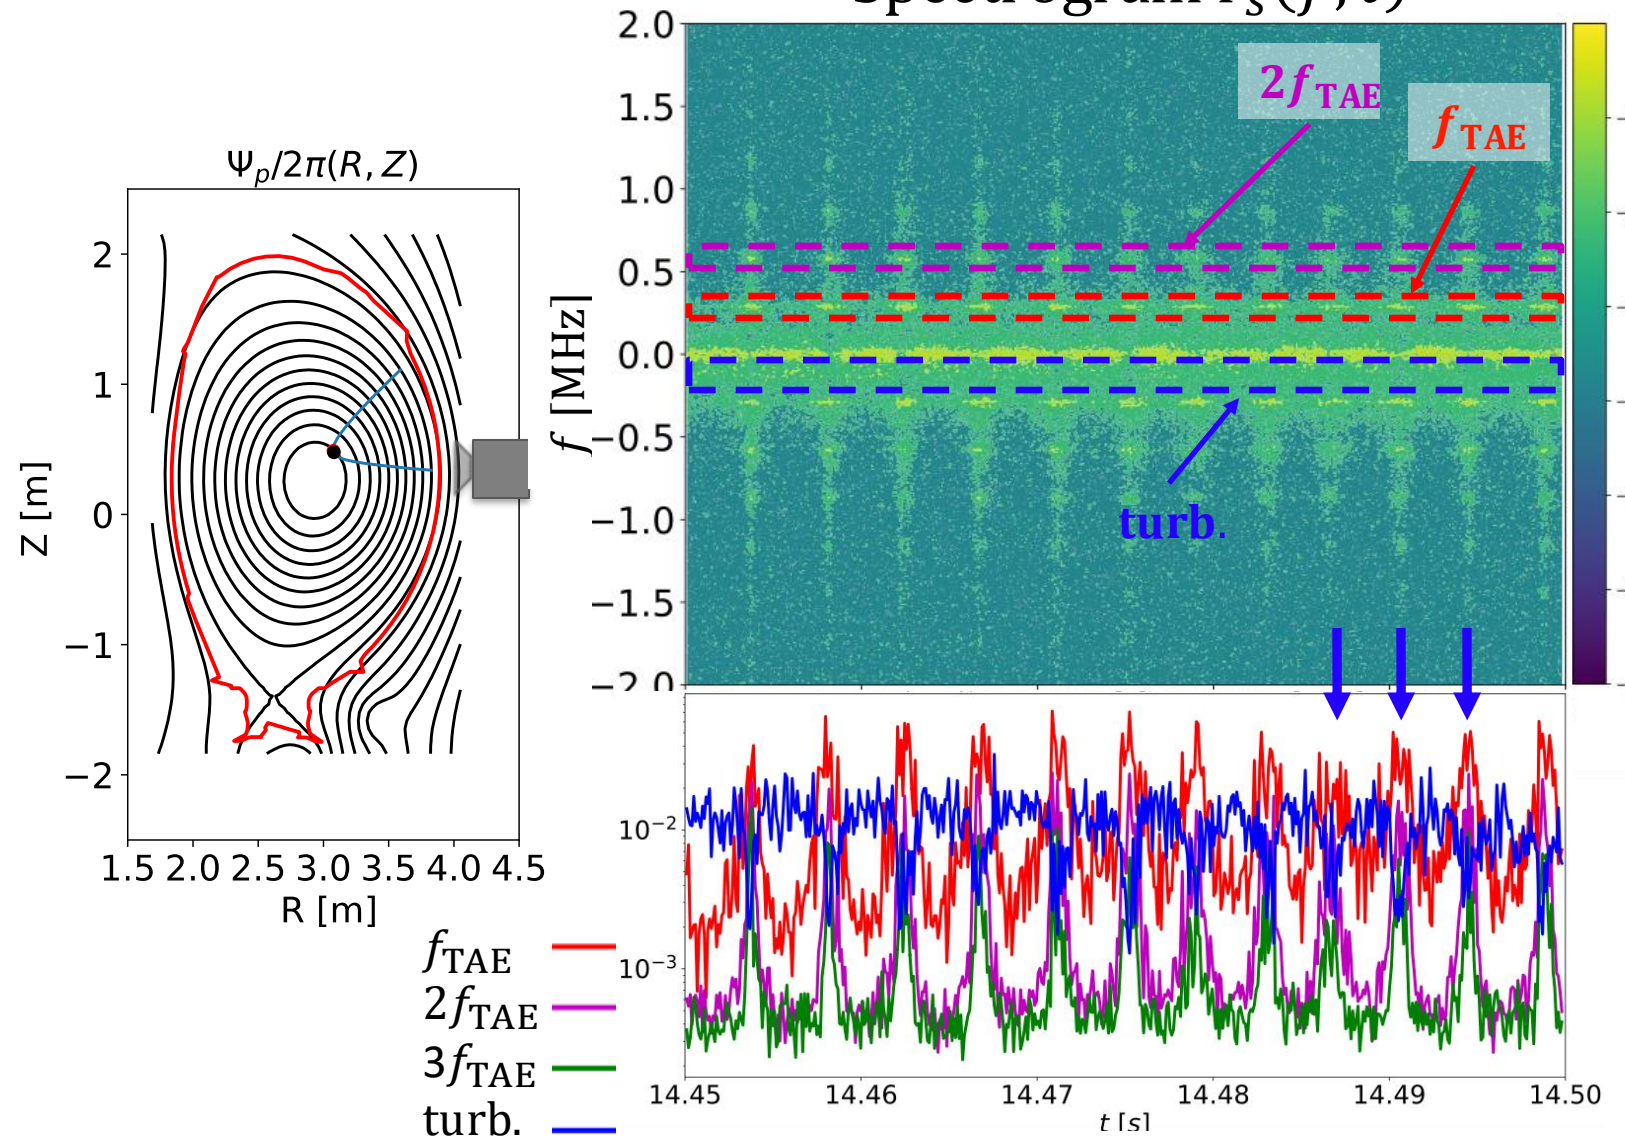 Spectrogram
Ψp/2π(R, Z)
2
1
0
−1
−2
Z [m]
1.5 2.0 2.5 3.0 3.5 4.0 4.5
R [m]
2.0
1.5
1.0
0.5
0.0
−0.5
−1.0
−1.5
−2.0
f [MHz]
2fTAE
fTAE
turb.
10⁻²
10⁻³
14.45 14.46 14.47 14.48 14.49 14.50
t [s]
fTAE
2fTAE
3fTAE
turb.